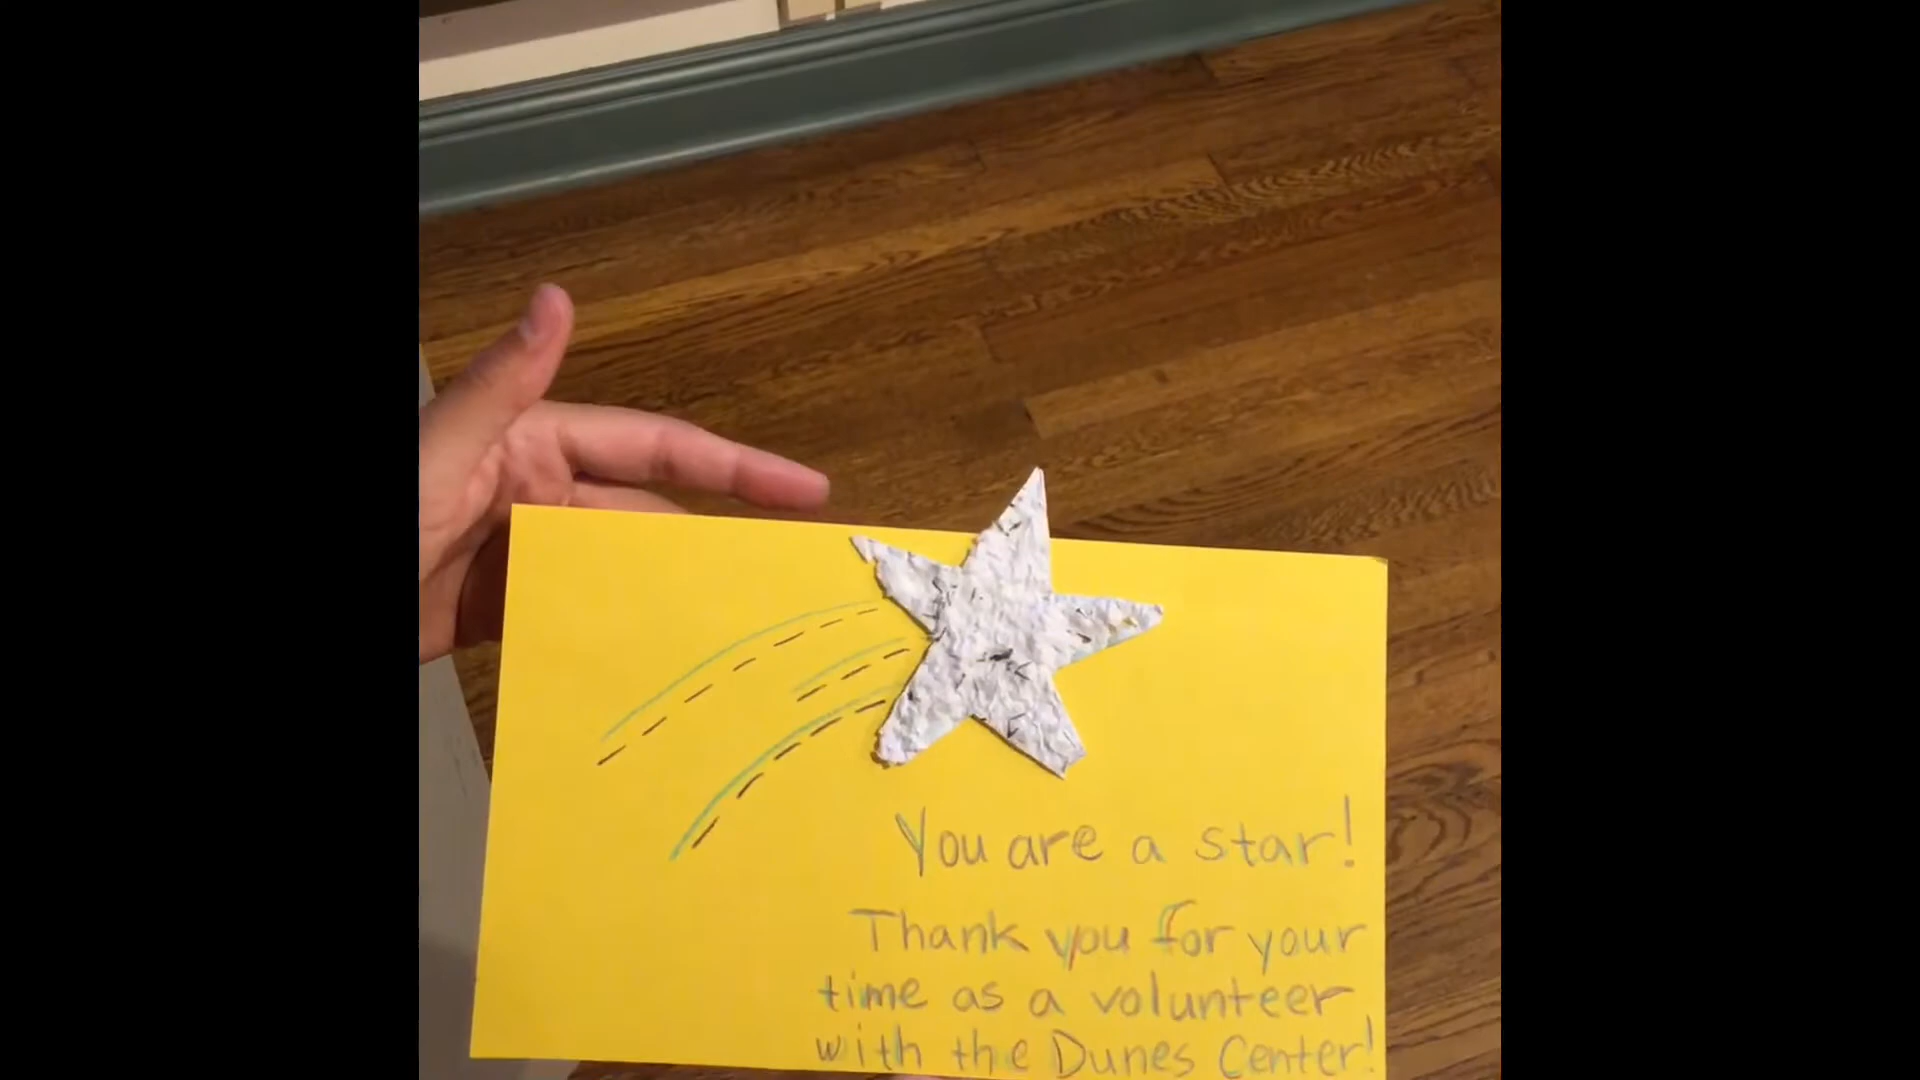 You are a star!
Thank you for your
time as a volunteer
with the Dunes Center!